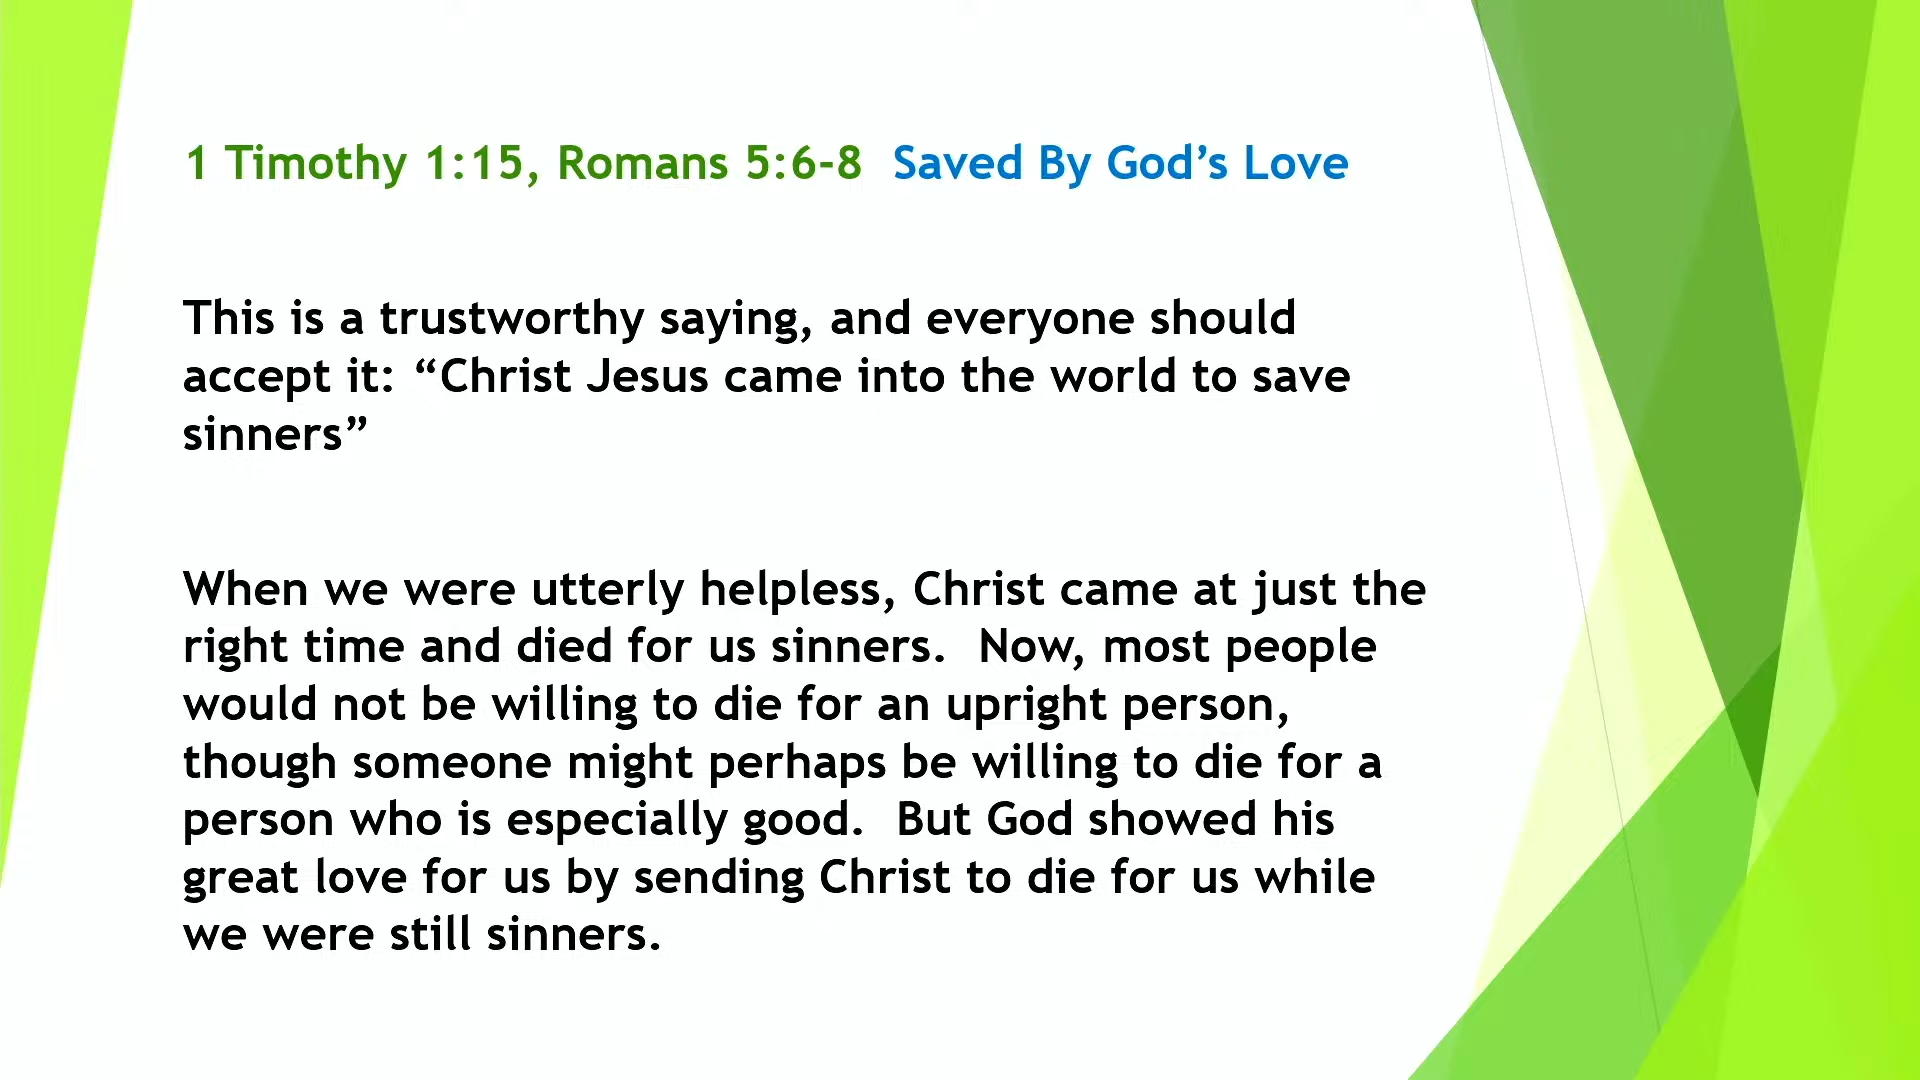 1 Timothy 1:15, Romans 5:6-8  Saved By God’s Love
This is a trustworthy saying, and everyone should
accept it: “Christ Jesus came into the world to save
sinners”
When we were utterly helpless, Christ came at just the
right time and died for us sinners.  Now, most people
would not be willing to die for an upright person,
though someone might perhaps be willing to die for a
person who is especially good.  But God showed his
great love for us by sending Christ to die for us while
we were still sinners.